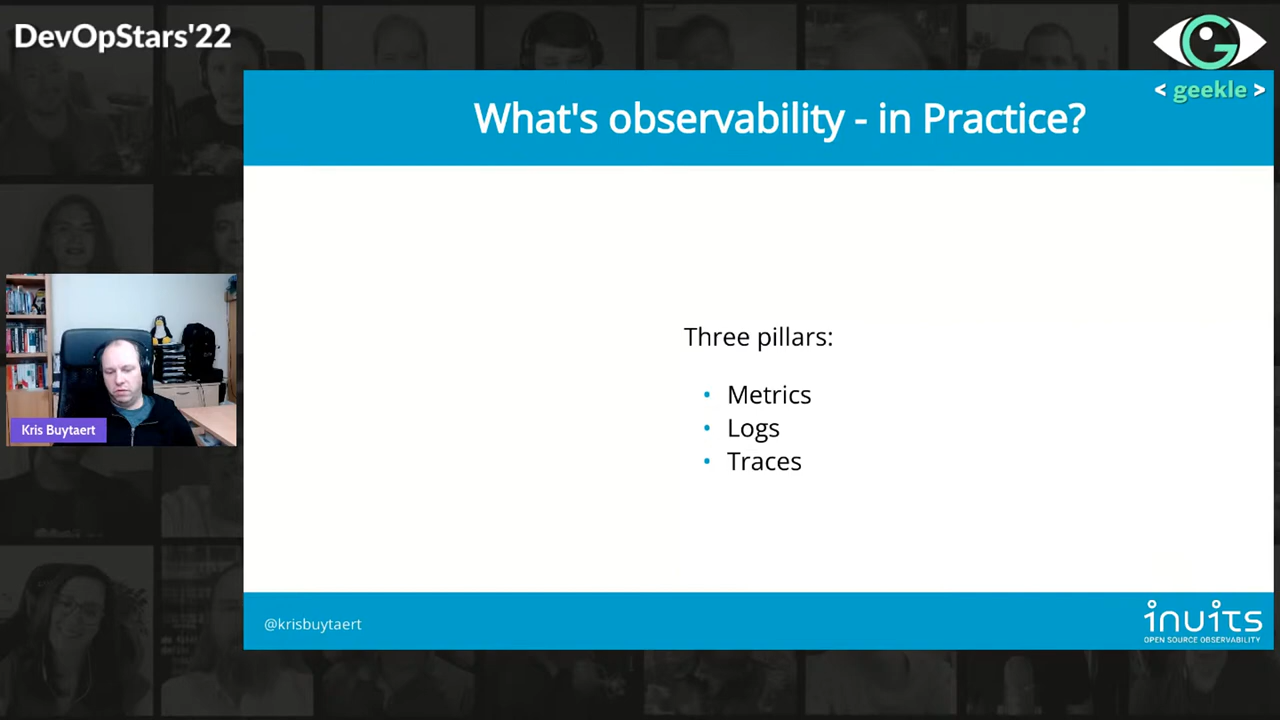 DevOpStars'22
< geekle >
What's observability - in Practice?
Three pillars:
• Metrics
• Logs
• Traces
Kris Buytaert
@krisbuytaert
inuits
OPEN SOURCE OBSERVABILITY